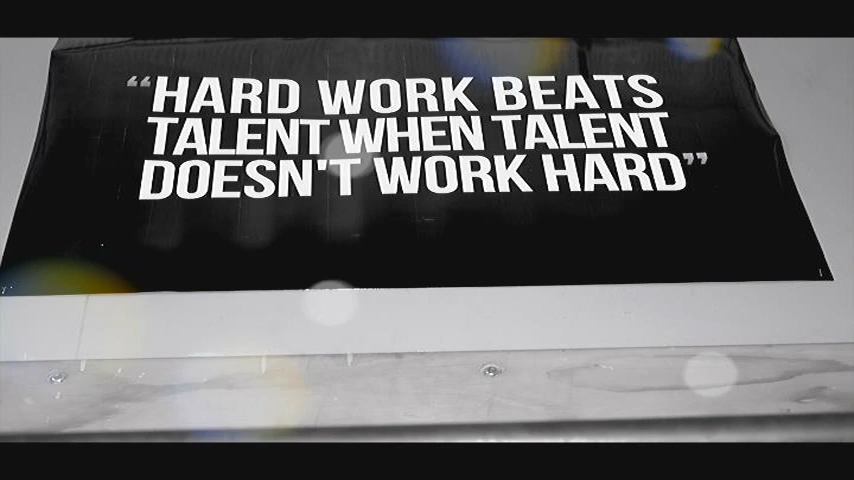 “HARD WORK BEATS
TALENT WHEN TALENT
DOESN'T WORK HARD”